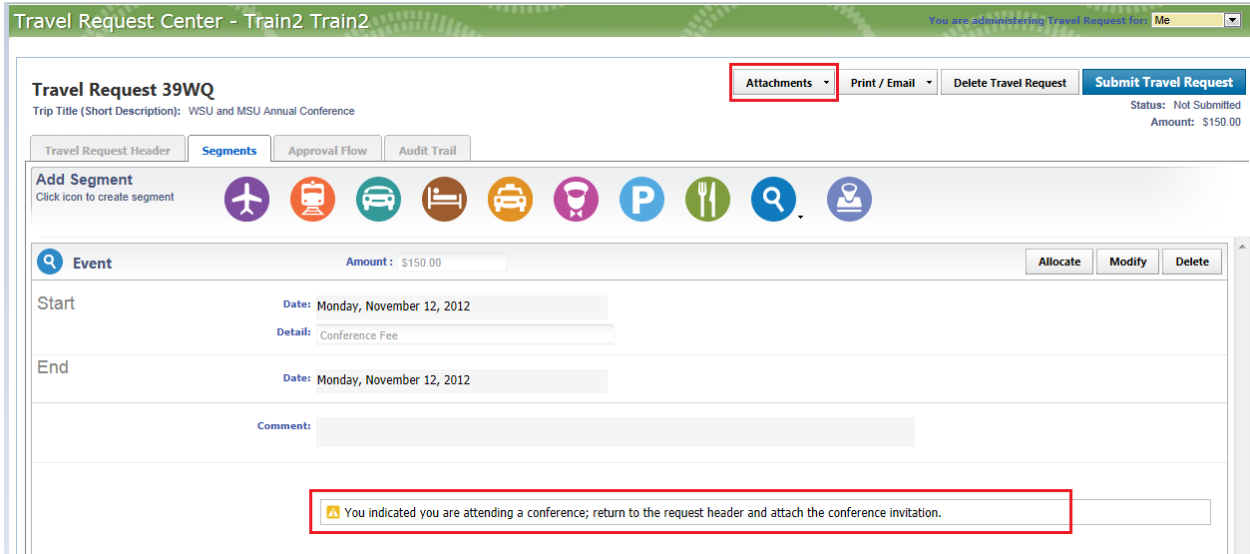 Travel Request Center - Train2 Train2
You are administering Travel Request for: Me
Travel Request 39WQ
Attachments
Print / Email
Delete Travel Request
Submit Travel Request
Trip Title (Short Description): WSU and MSU Annual Conference
Status: Not Submitted
Amount: $150.00
Travel Request Header
Segments
Approval Flow
Audit Trail
Add Segment
Click icon to create segment
P
Event
Amount : $150.00
Allocate
Modify
Delete
Start
Date: Monday, November 12, 2012
Detail: Conference Fee
End
Date: Monday, November 12, 2012
Comment:
You indicated you are attending a conference; return to the request header and attach the conference invitation.